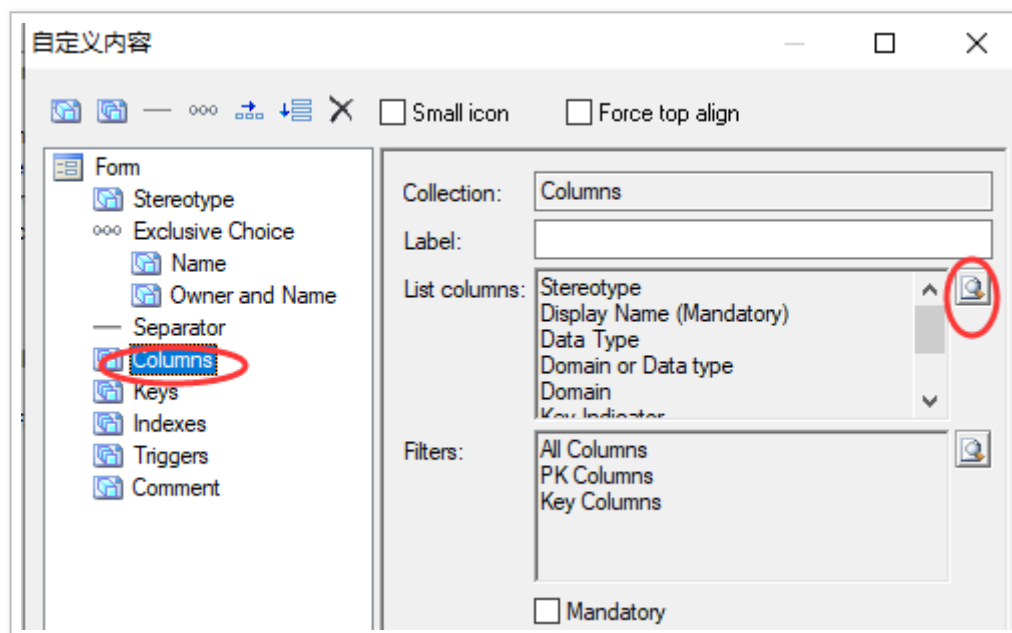 自定义内容
Small icon
Force top align
Form
Stereotype
Exclusive Choice
Name
Owner and Name
Separator
Columns
Keys
Indexes
Triggers
Comment
Collection:
Columns
Label:
List columns:
Stereotype
Display Name (Mandatory)
Data Type
Domain or Data type
Domain
Key Indicator
Filters:
All Columns
PK Columns
Key Columns
Mandatory